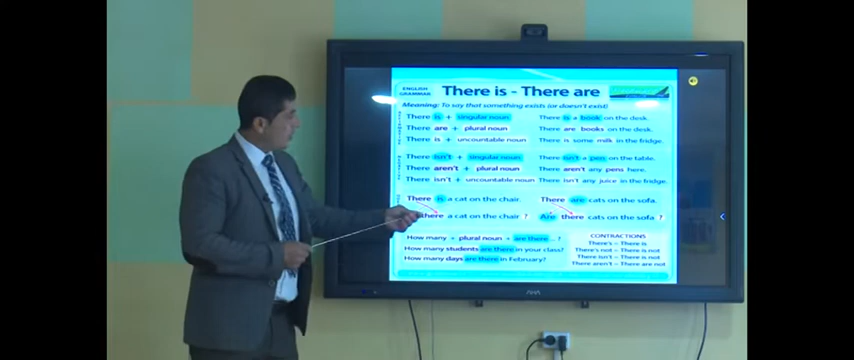 ENGLISH
GRAMMAR
There is - There are
Meaning: To say that something exists (or doesn't exist)
There is + singular noun
There is a book on the desk.
There are + plural noun
There are books on the desk.
There is + uncountable noun
There is some milk in the fridge.
There isn't + singular noun
There isn't a pen on the table.
There aren't + plural noun
There aren't any pens here.
There isn't + uncountable noun
There isn't any juice in the fridge.
There is a cat on the chair.
There are cats on the sofa.
there a cat on the chair ?
Are there cats on the sofa ?
How many + plural noun + are there ... ?
How many students are there in your class?
How many days are there in February?
CONTRACTIONS
There's = There is
There's not = There is not
There isn't = There is not
There aren't = There are not